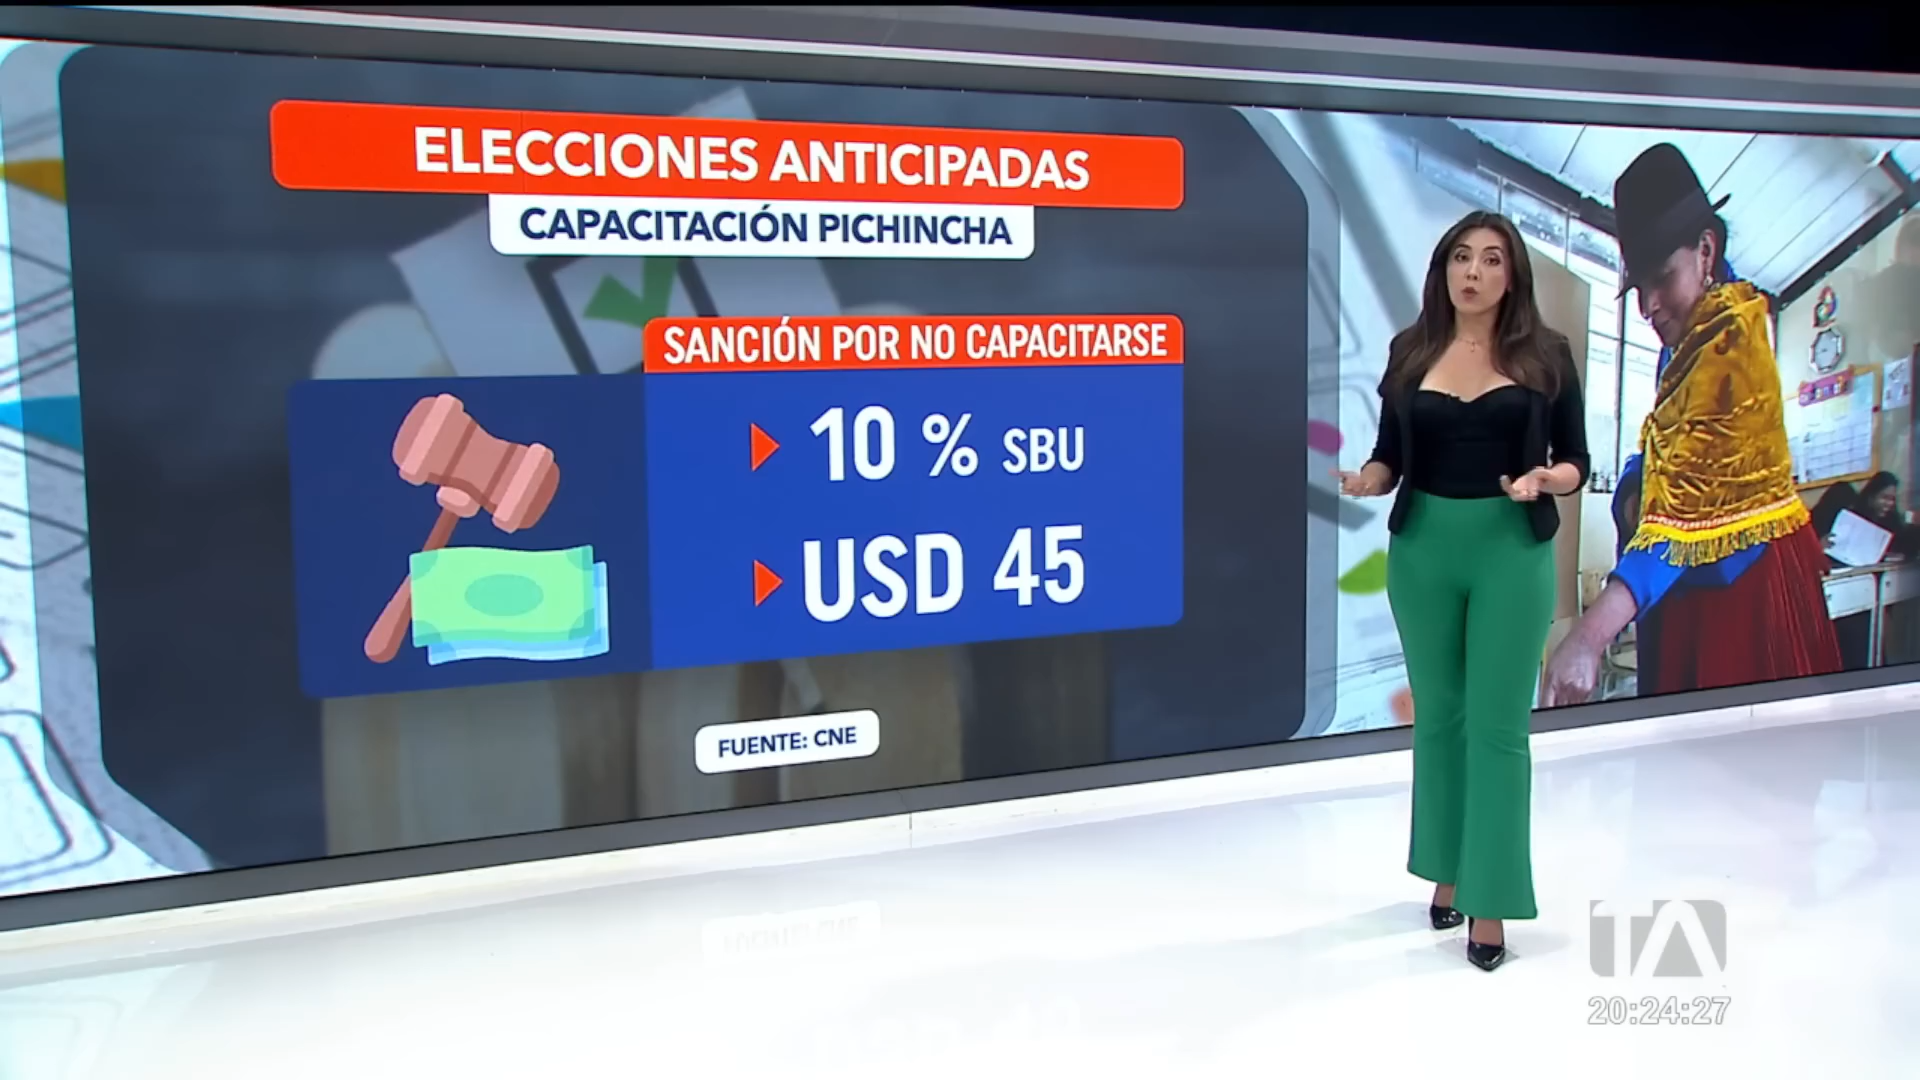 ELECCIONES ANTICIPADAS
CAPACITACIÓN PICHINCHA
SANCIÓN POR NO CAPACITARSE
10 % SBU
USD 45
FUENTE: CNE
TA
20:24:27